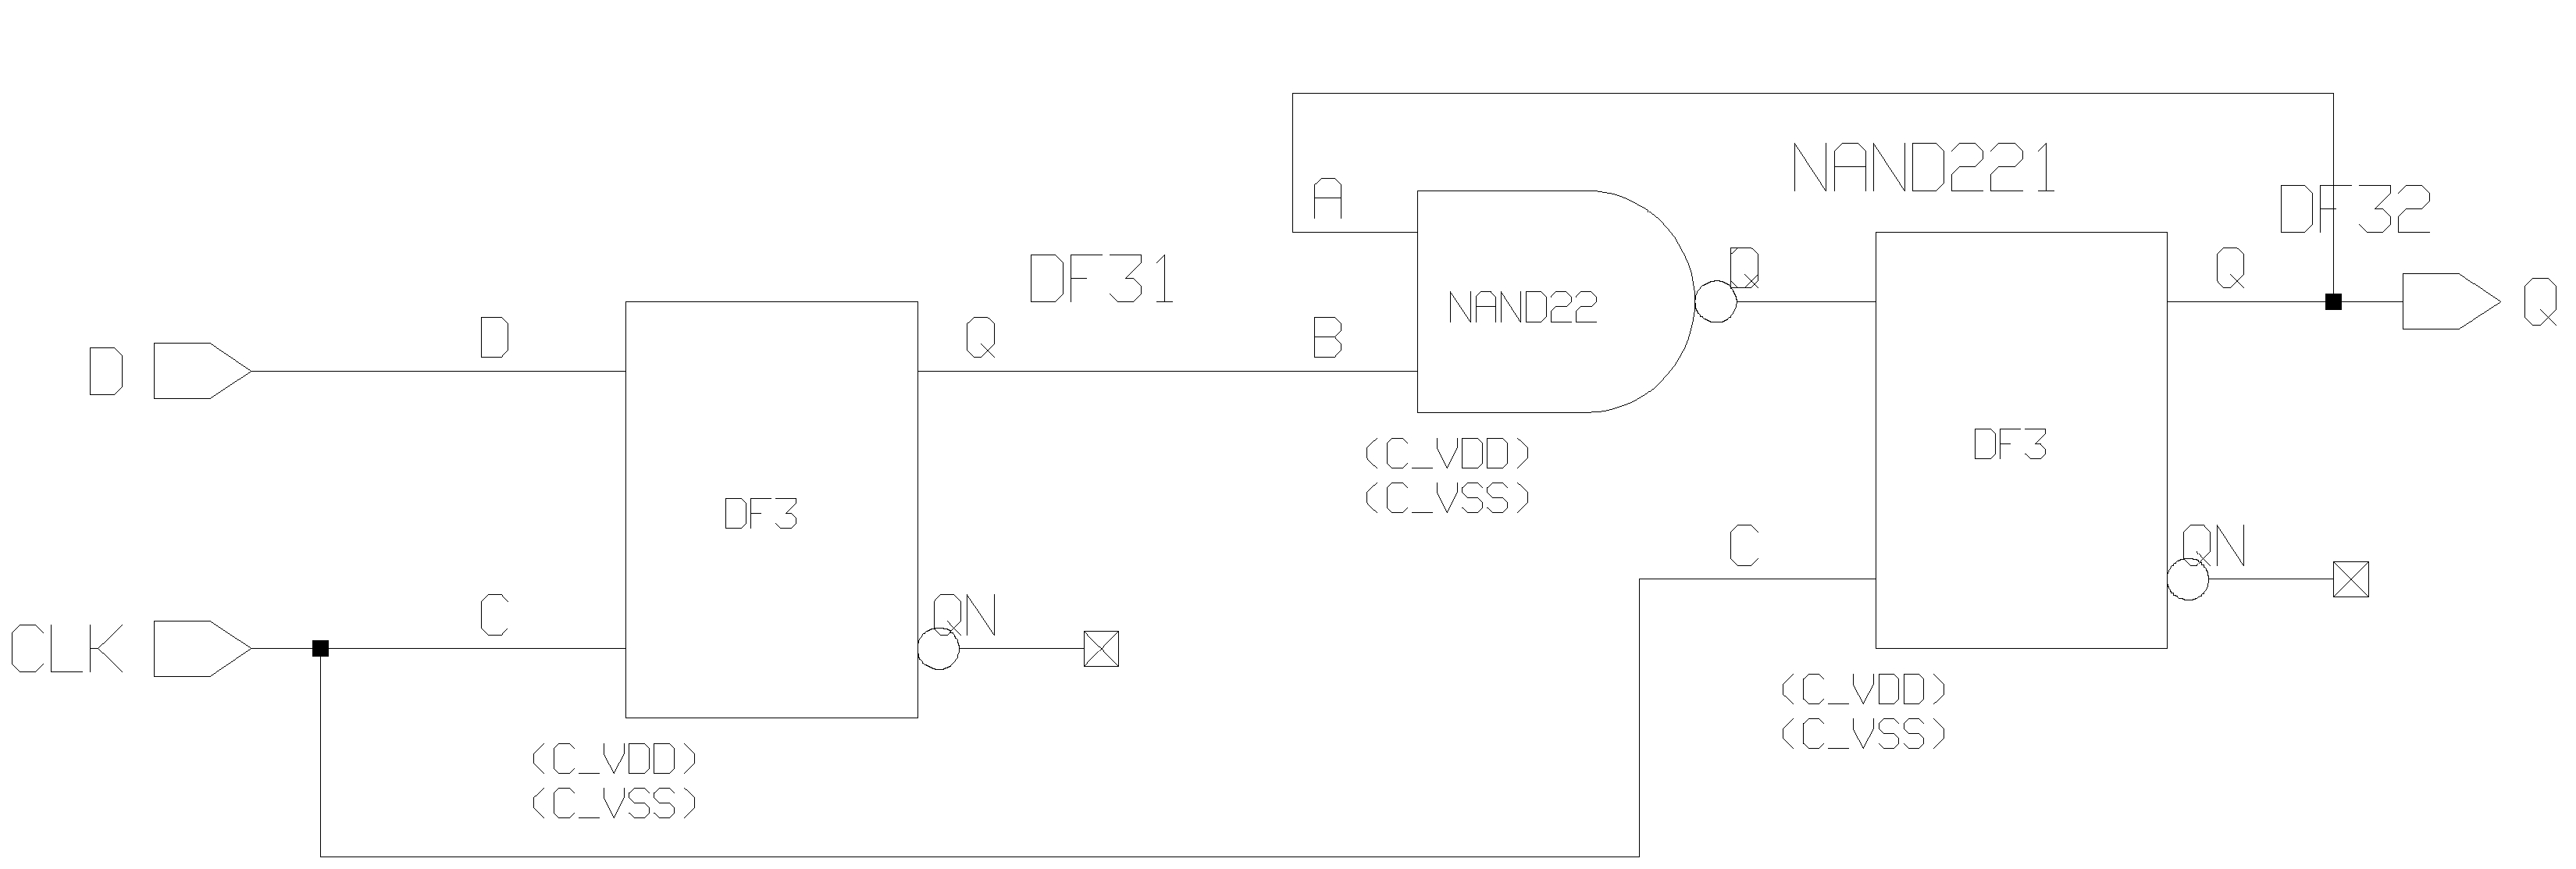 NAND221
A
DF32
DF31
Q
Q
NAND22
D
D
Q
B
Q
DF3
(C_VDD)
(C_VSS)
DF3
C
QN
C
QN
CLK
(C_VDD)
(C_VSS)
(C_VDD)
(C_VSS)